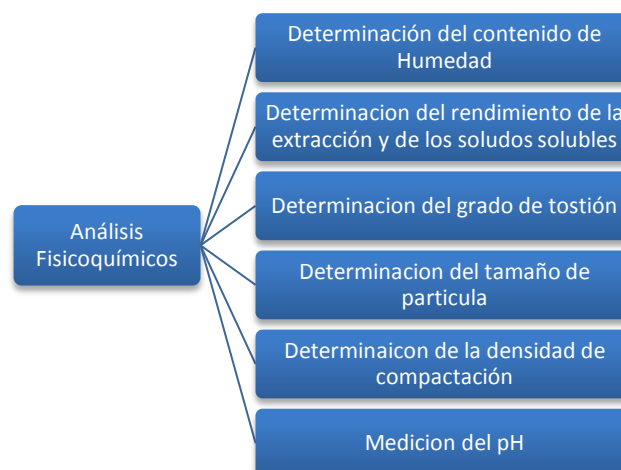 Determinación del contenido de
Humedad
Determinacion del rendimiento de la
extracción y de los soludos solubles
Determinacion del grado de tostión
Análisis
Fisicoquímicos
Determinacion del tamaño de
particula
Determinaicon de la densidad de
compactación
Medicion del pH